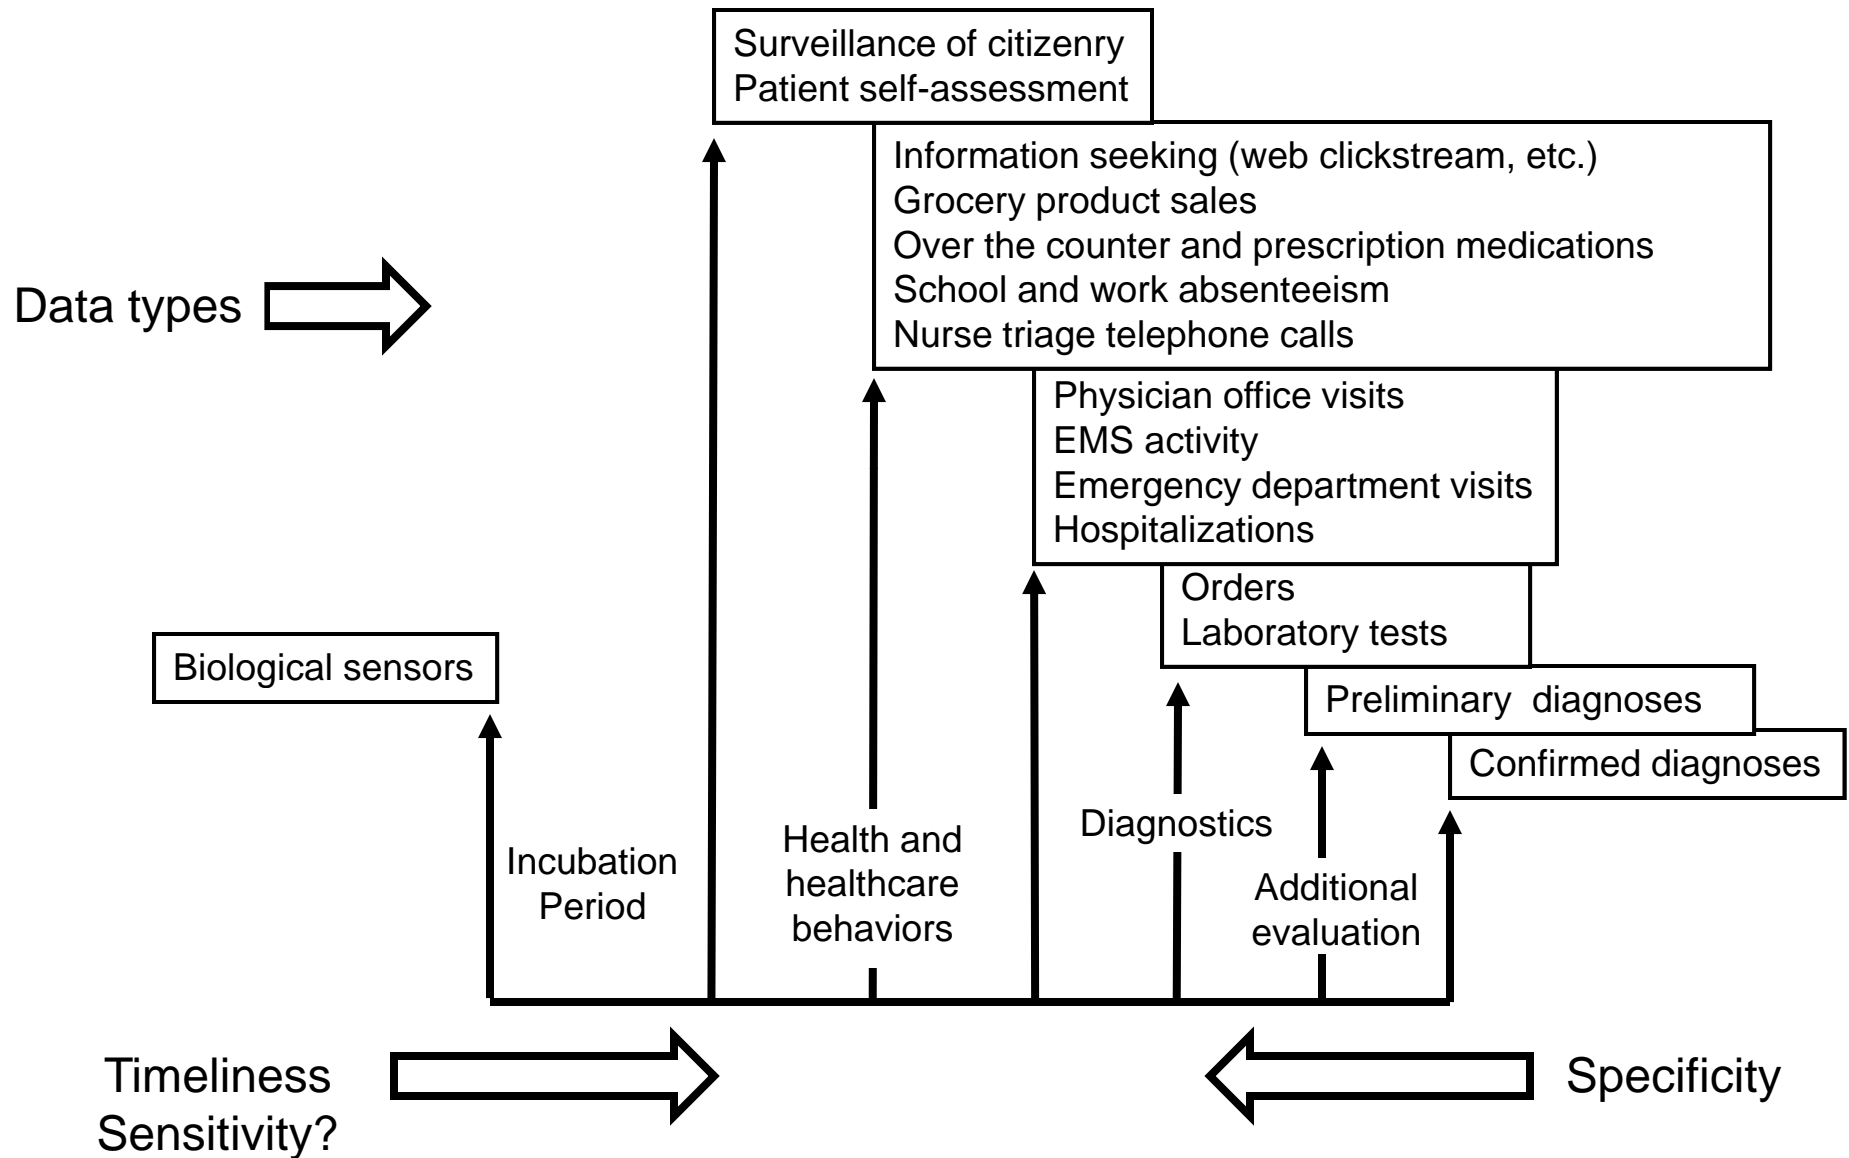 Surveillance of citizenry
Patient self-assessment
Information seeking (web clickstream, etc.)
Grocery product sales
Over the counter and prescription medications
School and work absenteeism
Nurse triage telephone calls
Data types
Physician office visits
EMS activity
Emergency department visits
Hospitalizations
Orders
Laboratory tests
Biological sensors
Preliminary  diagnoses
Confirmed diagnoses
Incubation
Period
Health and
healthcare
behaviors
Diagnostics
Additional
evaluation
Timeliness
Sensitivity?
Specificity